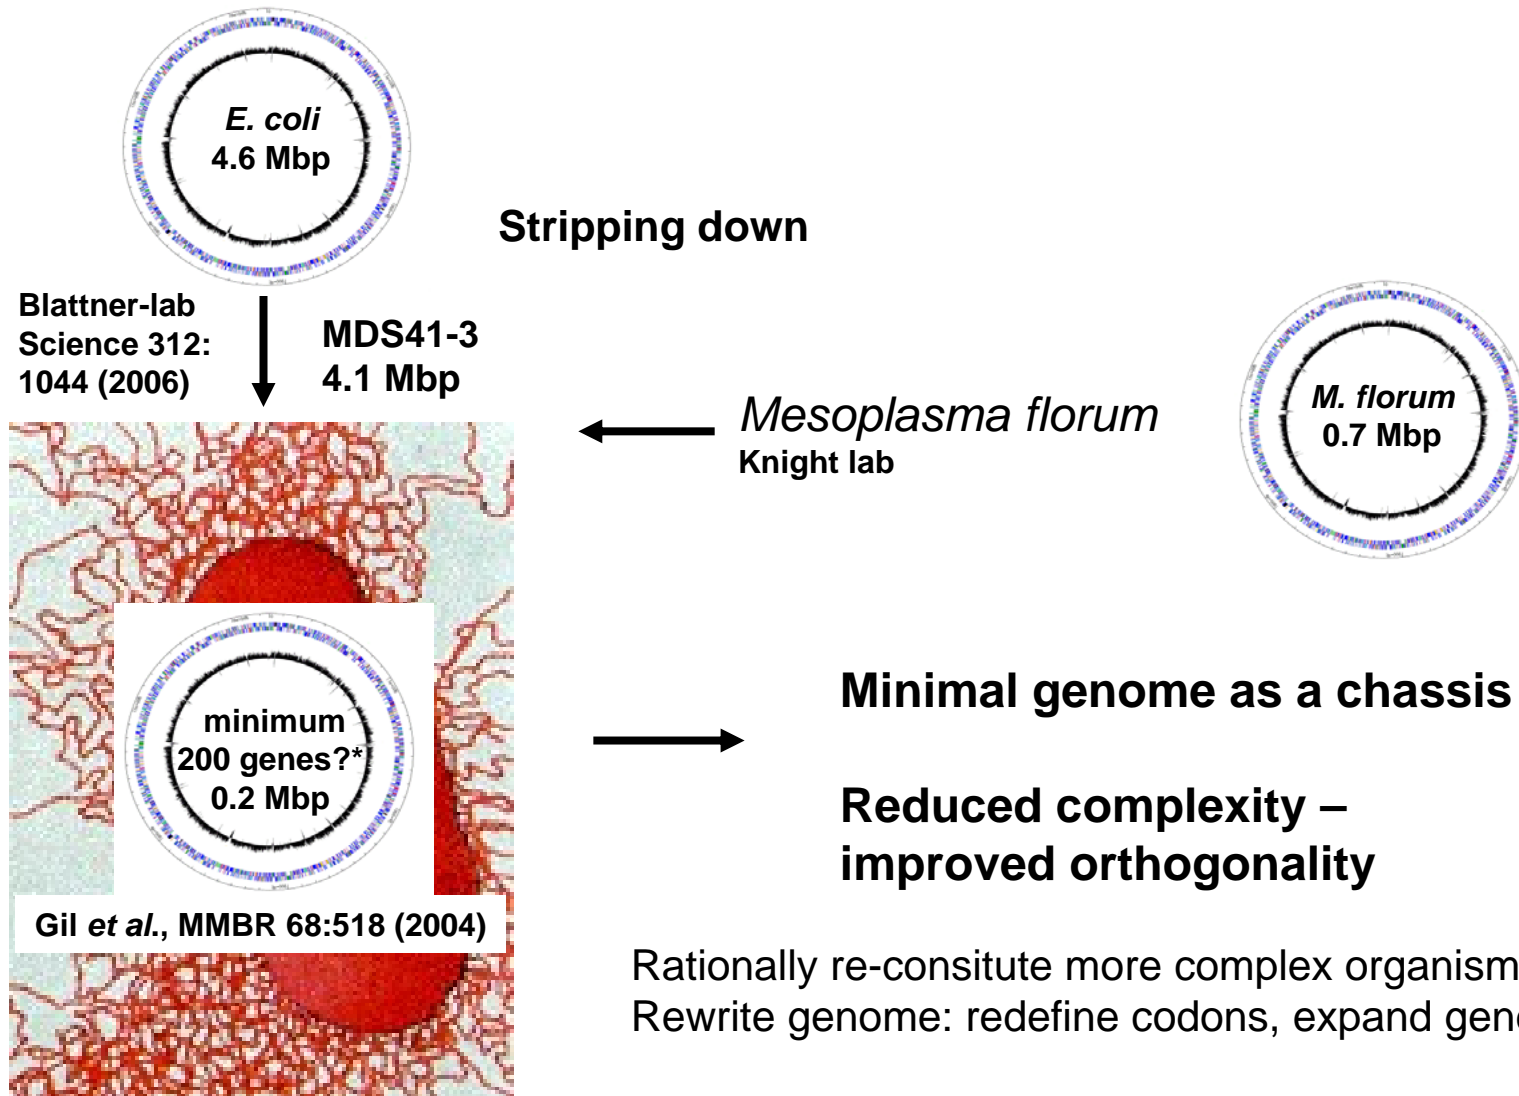 E. coli
4.6 Mbp
Stripping down
Blattner-lab
Science 312:
1044 (2006)
MDS41-3
4.1 Mbp
Mesoplasma florum
Knight lab
M. florum
0.7 Mbp
minimum
200 genes?*
0.2 Mbp
Gil et al., MMBR 68:518 (2004)
Minimal genome as a chassis
Reduced complexity –
improved orthogonality
Rationally re-consitute more complex organism
Rewrite genome: redefine codons, expand gen